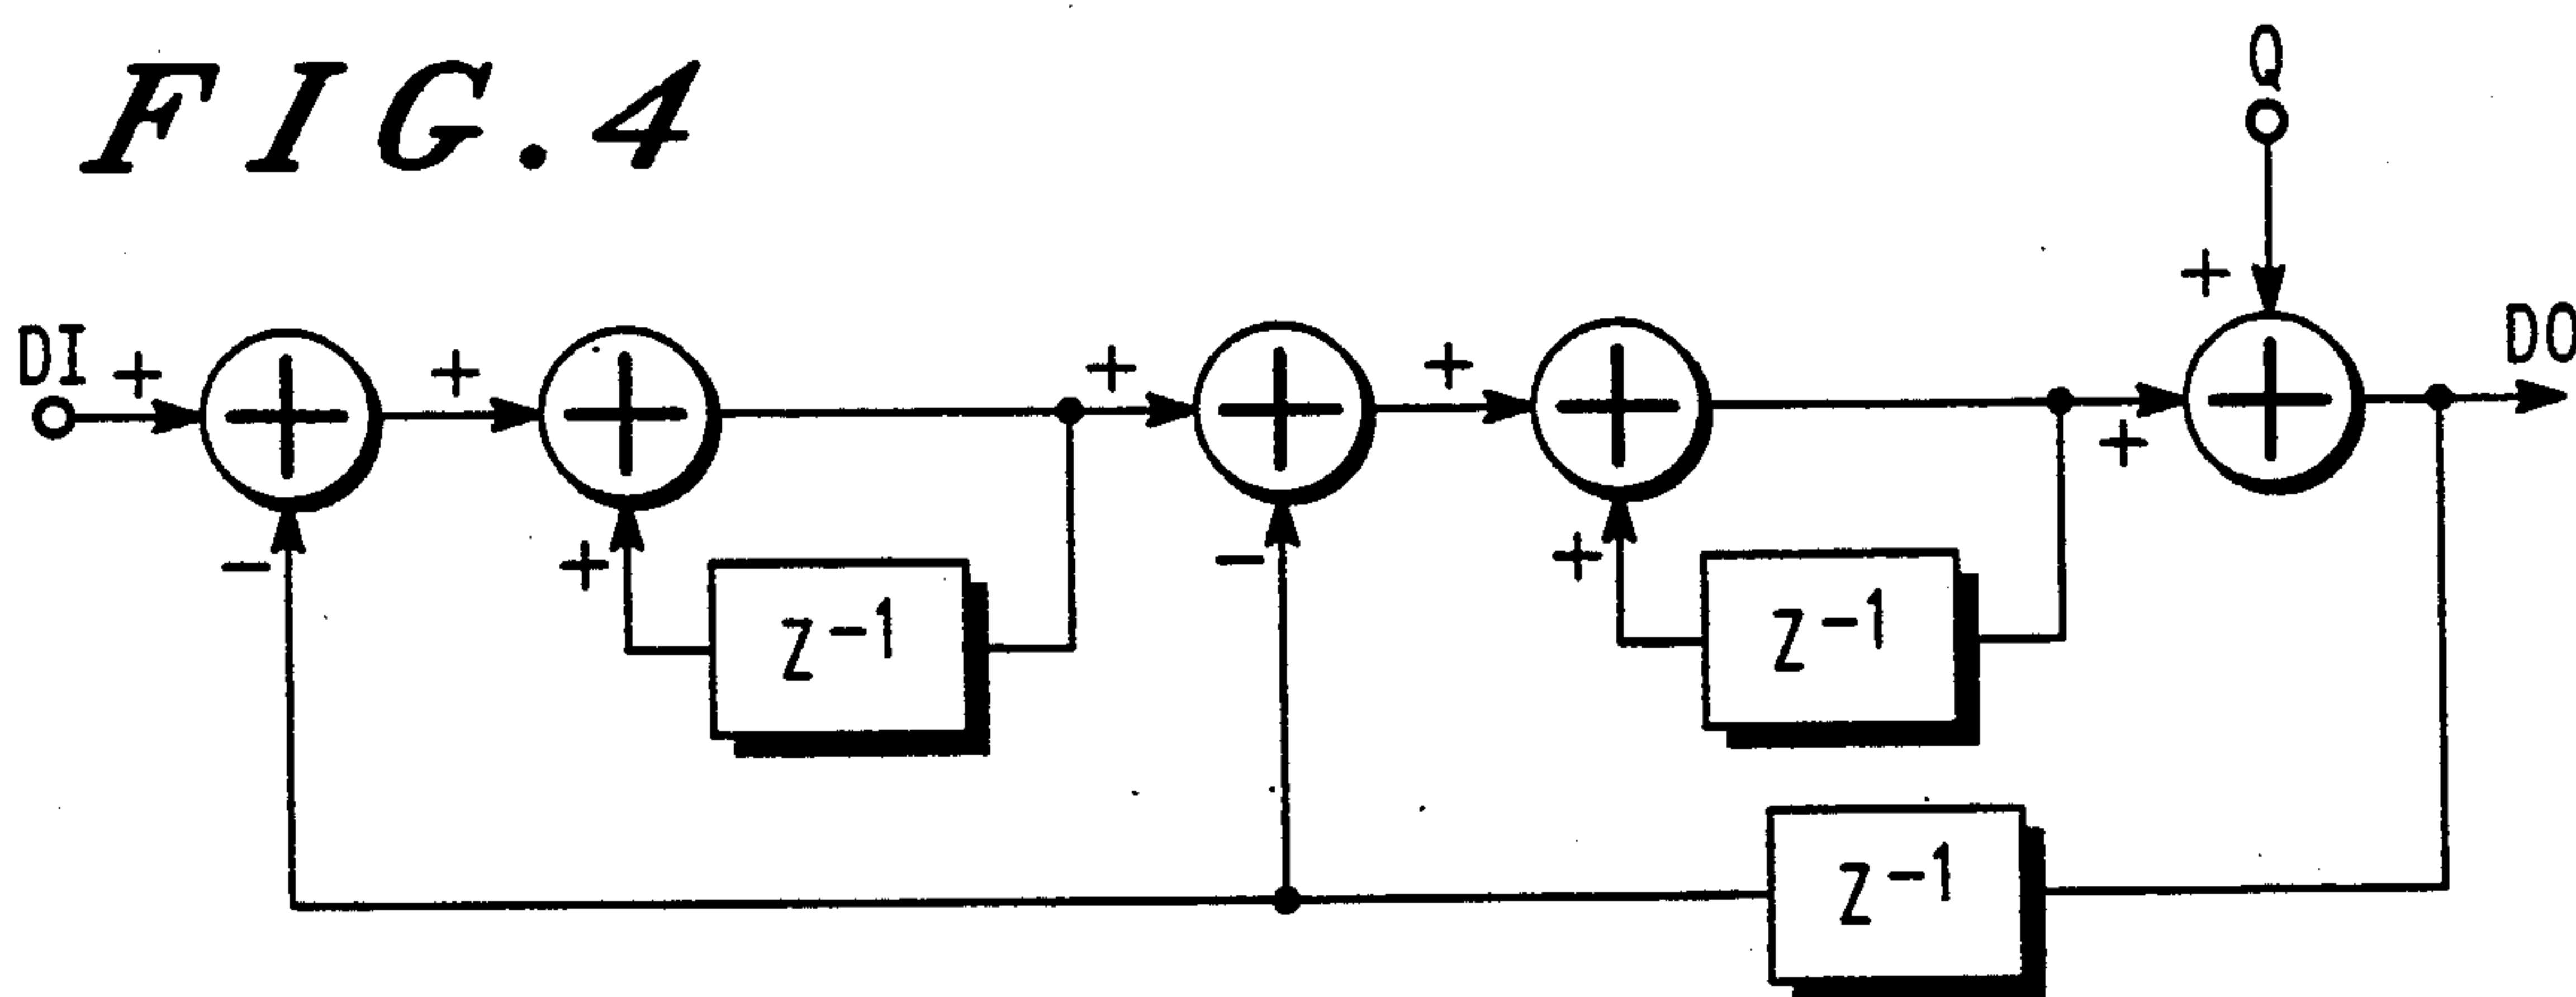 FIG.4
Q
DI + + + + + DO
+
- + - + +
Z⁻¹ Z⁻¹
Z⁻¹